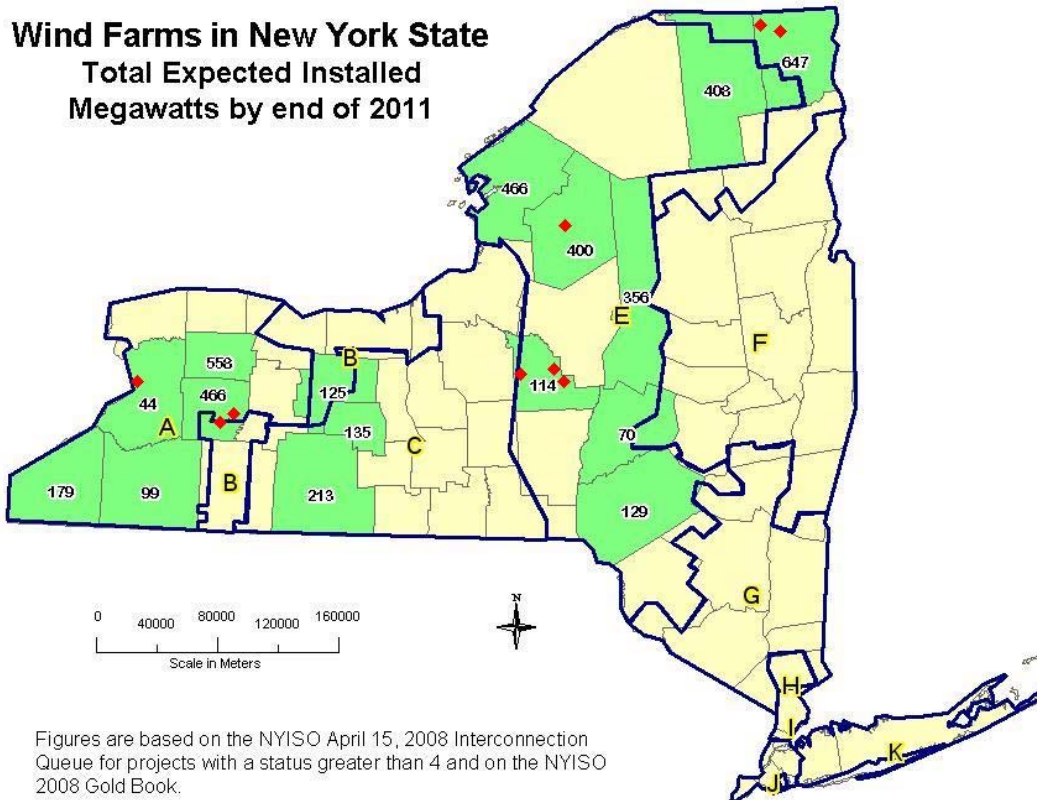 Wind Farms in New York State
Total Expected Installed
Megawatts by end of 2011
647
408
466
400
356
E
F
B
558
125
114
44
466
A
135
C
70
B
179
99
213
129
G
0 40000 80000 120000 160000
Scale in Meters
N
H
I
K
J
Figures are based on the NYISO April 15, 2008 Interconnection
Queue for projects with a status greater than 4 and on the NYISO
2008 Gold Book.